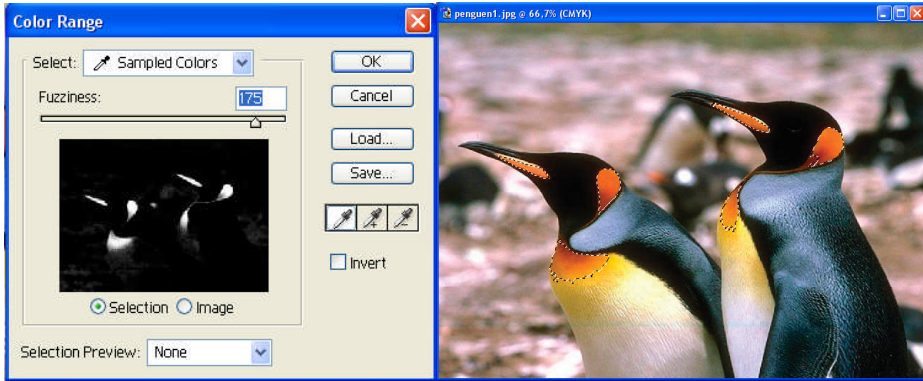 Color Range
Select: Sampled Colors
OK
Fuzziness: 175
Cancel
Load...
Save...
Invert
Selection Image
Selection Preview: None
penguen1.jpg @ 66,7% (CMYK)